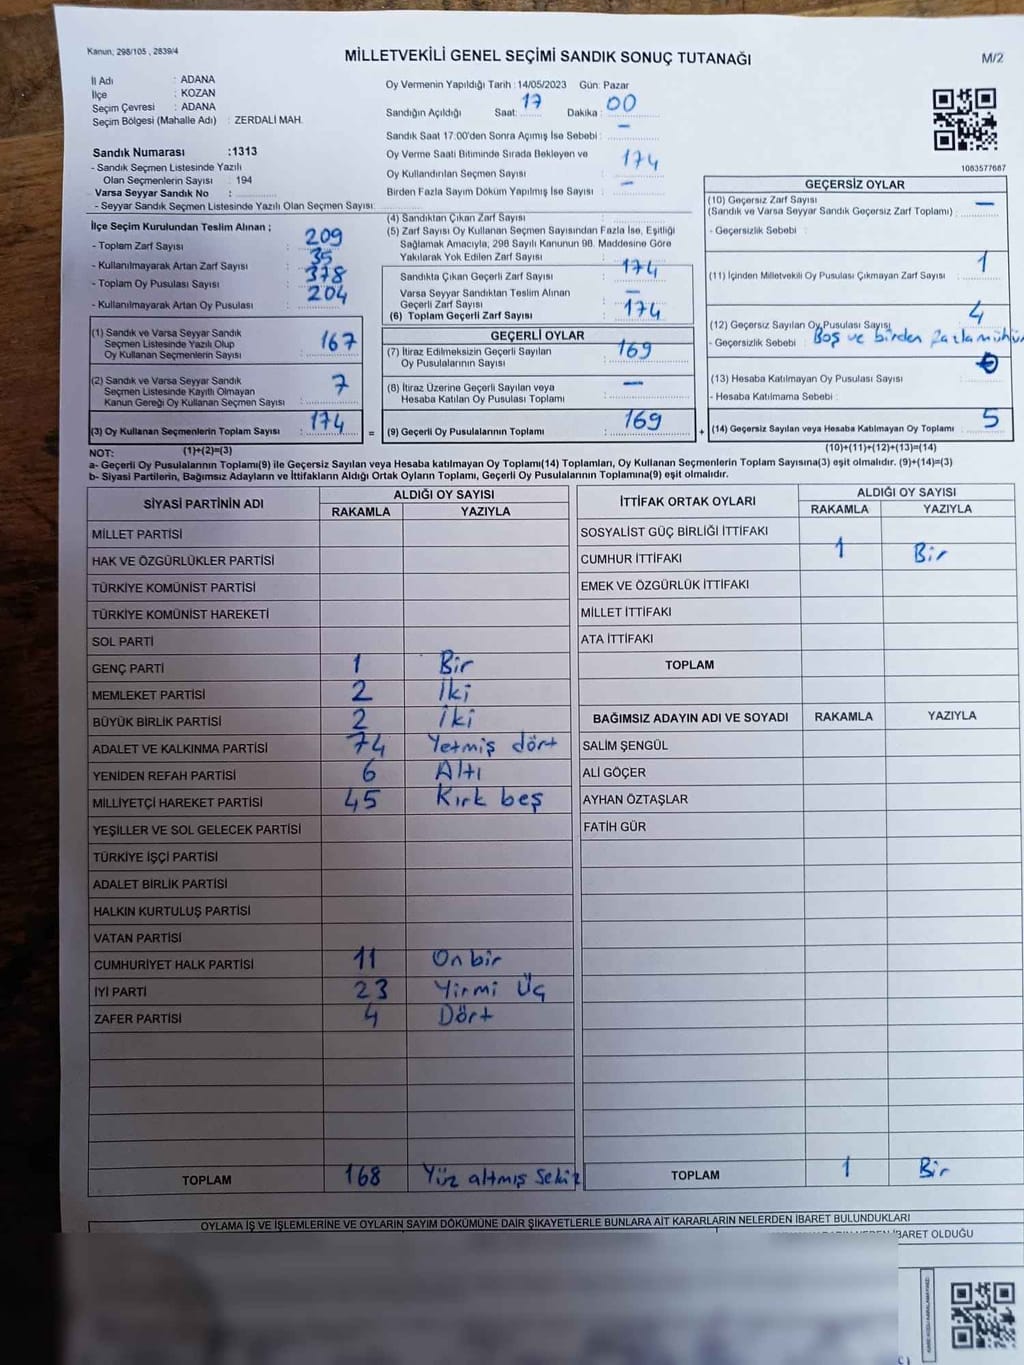 Kanun; 298/105 , 2839/4
MİLLETVEKİLİ GENEL SEÇİMİ SANDIK SONUÇ TUTANAĞI
M/2
İl Adı : ADANA
İlçe : KOZAN
Seçim Çevresi : ADANA
Seçim Bölgesi (Mahalle Adı) : ZERDALİ MAH.
Sandık Numarası :1313
- Sandık Seçmen Listesinde Yazılı
Olan Seçmenlerin Sayısı : 194
Varsa Seyyar Sandık No :
- Seyyar Sandık Seçmen Listesinde Yazılı Olan Seçmen Sayısı:
Oy Vermenin Yapıldığı Tarih :14/05/2023 Gün: Pazar
Sandığın Açıldığı Saat: 17 Dakika: 00
Sandık Saat 17:00'den Sonra Açımış İse Sebebi : –
Oy Verme Saati Bitiminde Sırada Bekleyen ve
Oy Kullandırılan Seçmen Sayısı : 174
Birden Fazla Sayım Döküm Yapılmış İse Sayısı : –
1083577687
İlçe Seçim Kurulundan Teslim Alınan ;
- Toplam Zarf Sayısı : 209
- Kullanılmayarak Artan Zarf Sayısı : 35
- Toplam Oy Pusulası Sayısı : 378
- Kullanılmayarak Artan Oy Pusulası : 204
(1) Sandık ve Varsa Seyyar Sandık
Seçmen Listesinde Yazılı Olup
Oy Kullanan Seçmenlerin Sayısı : 167
(2) Sandık ve Varsa Seyyar Sandık
Seçmen Listesinde Kayıtlı Olmayan
Kanun Gereği Oy Kullanan Seçmen Sayısı : 7
(3) Oy Kullanan Seçmenlerin Toplam Sayısı : 174
(4) Sandıktan Çıkan Zarf Sayısı :
(5) Zarf Sayısı Oy Kullanan Seçmen Sayısından Fazla İse, Eşitliği
Sağlamak Amacıyla, 298 Sayılı Kanunun 98. Maddesine Göre
Yakılarak Yok Edilen Zarf Sayısı :
Sandıkta Çıkan Geçerli Zarf Sayısı : 174
Varsa Seyyar Sandıktan Teslim Alınan
Geçerli Zarf Sayısı : –
(6) Toplam Geçerli Zarf Sayısı : 174
GEÇERLİ OYLAR
(7) İtiraz Edilmeksizin Geçerli Sayılan
Oy Pusulalarının Sayısı : 169
(8) İtiraz Üzerine Geçerli Sayılan veya
Hesaba Katılan Oy Pusulası Toplamı : –
= (9) Geçerli Oy Pusulalarının Toplamı : 169
GEÇERSİZ OYLAR
(10) Geçersiz Zarf Sayısı
(Sandık ve Varsa Seyyar Sandık Geçersiz Zarf Toplamı) : –
- Geçersizlik Sebebi :
(11) İçinden Milletvekili Oy Pusulası Çıkmayan Zarf Sayısı : 1
(12) Geçersiz Sayılan Oy Pusulası Sayısı : 4
- Geçersizlik Sebebi : Boş ve birden fazla mühür
(13) Hesaba Katılmayan Oy Pusulası Sayısı : 0
- Hesaba Katılmama Sebebi :
+ (14) Geçersiz Sayılan veya Hesaba Katılmayan Oy Toplamı : 5
NOT: (1)+(2)=(3)
(10)+(11)+(12)+(13)=(14)
a- Geçerli Oy Pusulalarının Toplamı(9) ile Geçersiz Sayılan veya Hesaba katılmayan Oy Toplamı(14) Toplamları, Oy Kullanan Seçmenlerin Toplam Sayısına(3) eşit olmalıdır. (9)+(14)=(3)
b- Siyasi Partilerin, Bağımsız Adayların ve İttifakların Aldığı Ortak Oyların Toplamı, Geçerli Oy Pusulalarının Toplamına(9) eşit olmalıdır.
SİYASİ PARTİNİN ADI
ALDIĞI OY SAYISI
RAKAMLA YAZIYLA
MİLLET PARTİSİ
HAK VE ÖZGÜRLÜKLER PARTİSİ
TÜRKİYE KOMÜNİST PARTİSİ
TÜRKİYE KOMÜNİST HAREKETİ
SOL PARTİ
GENÇ PARTİ 1 Bir
MEMLEKET PARTİSİ 2 İki
BÜYÜK BİRLİK PARTİSİ 2 İki
ADALET VE KALKINMA PARTİSİ 74 Yetmiş dört
YENİDEN REFAH PARTİSİ 6 Altı
MİLLİYETÇİ HAREKET PARTİSİ 45 Kırk beş
YEŞİLLER VE SOL GELECEK PARTİSİ
TÜRKİYE İŞÇİ PARTİSİ
ADALET BİRLİK PARTİSİ
HALKIN KURTULUŞ PARTİSİ
VATAN PARTİSİ
CUMHURİYET HALK PARTİSİ 11 On bir
İYİ PARTİ 23 Yirmi Üç
ZAFER PARTİSİ 4 Dört
TOPLAM 168 Yüz altmış Sekiz
İTTİFAK ORTAK OYLARI
ALDIĞI OY SAYISI
RAKAMLA YAZIYLA
SOSYALİST GÜÇ BİRLİĞİ İTTİFAKI
CUMHUR İTTİFAKI 1 Bir
EMEK VE ÖZGÜRLÜK İTTİFAKI
MİLLET İTTİFAKI
ATA İTTİFAKI
TOPLAM
BAĞIMSIZ ADAYIN ADI VE SOYADI RAKAMLA YAZIYLA
SALİM ŞENGÜL
ALİ GÖÇER
AYHAN ÖZTAŞLAR
FATİH GÜR
TOPLAM 1 Bir
OYLAMA İŞ VE İŞLEMLERİNE VE OYLARIN SAYIM DÖKÜMÜNE DAİR ŞİKAYETLERLE BUNLARA AİT KARARLARIN NELERDEN İBARET BULUNDUKLARI
İBARET OLDUĞU